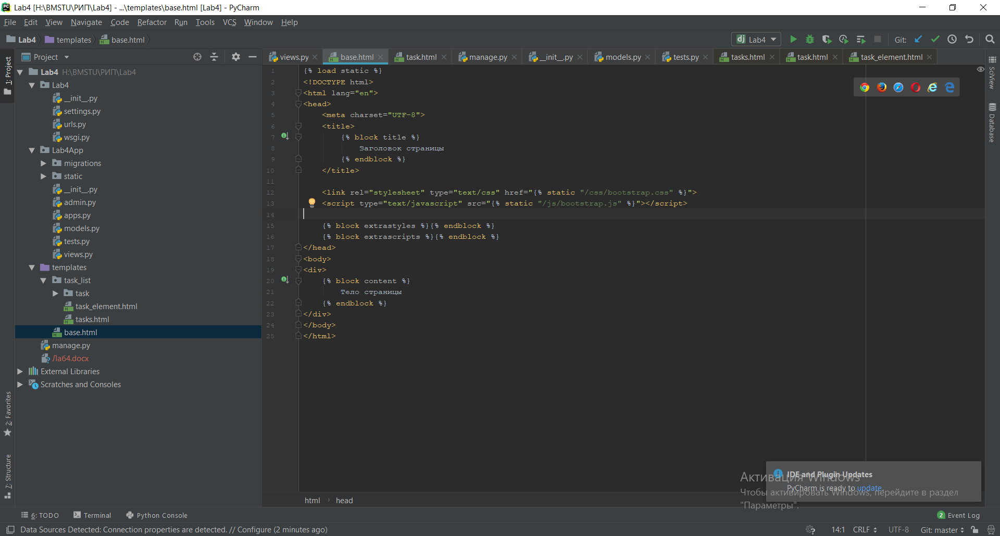 Lab4 [H:\BMSTU\РИП\Lab4] - ...\templates\base.html [Lab4] - PyCharm
File Edit View Navigate Code Refactor Run Tools VCS Window Help
Lab4 templates base.html
Lab4 Git:
1: Project
2: Favorites
7: Structure
Project
Lab4 H:\BMSTU\РИП\Lab4
Lab4
__init__.py
settings.py
urls.py
wsgi.py
Lab4App
migrations
static
__init__.py
admin.py
apps.py
models.py
tests.py
views.py
templates
task_list
task
task_element.html
tasks.html
base.html
manage.py
Ла64.docx
External Libraries
Scratches and Consoles
views.py base.html task.html manage.py __init__.py models.py tests.py tasks.html task.html task_element.html
1 {% load static %}
2 <!DOCTYPE html>
3 <html lang="en">
4 <head>
5 <meta charset="UTF-8">
6 <title>
7 {% block title %}
8 Заголовок страницы
9 {% endblock %}
10 </title>
11
12 <link rel="stylesheet" type="text/css" href="{% static "/css/bootstrap.css" %}">
13 <script type="text/javascript" src="{% static "/js/bootstrap.js" %}"></script>
14
15 {% block extrastyles %}{% endblock %}
16 {% block extrascripts %}{% endblock %}
17 </head>
18 <body>
19 <div>
20 {% block content %}
21 Тело страницы
22 {% endblock %}
23 </div>
24 </body>
25 </html>
SciView
Database
IDE and Plugin Updates
PyCharm is ready to update.
Активация Windows
Чтобы активировать Windows, перейдите в раздел
"Параметры".
html head
6: TODO Terminal Python Console
2 Event Log
Data Sources Detected: Connection properties are detected. // Configure (2 minutes ago)
14:1 CRLF UTF-8 Git: master